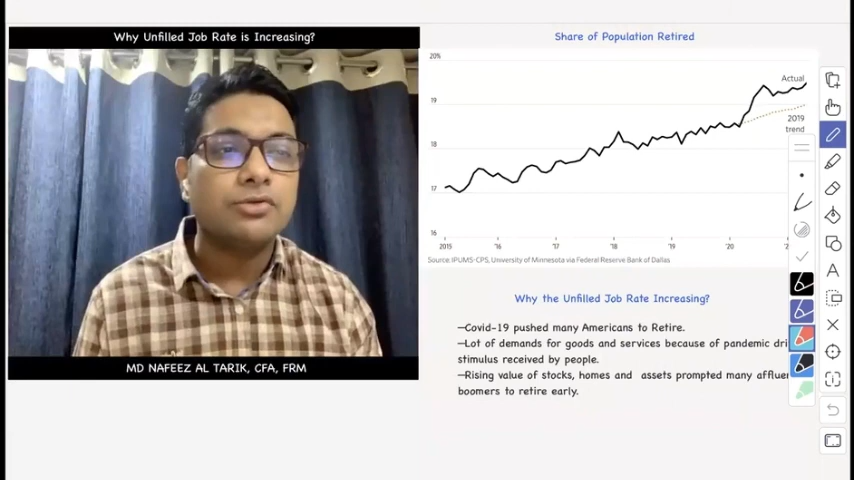 Why Unfilled Job Rate is Increasing?
MD NAFEEZ AL TARIK, CFA, FRM
Share of Population Retired
20%
19
18
17
16
Actual
2019
trend
2015
'16
'17
'18
'19
'20
Source: IPUMS-CPS, University of Minnesota via Federal Reserve Bank of Dallas
Why the Unfilled Job Rate Increasing?
—Covid-19 pushed many Americans to Retire.
—Lot of demands for goods and services because of pandemic
stimulus received by people.
—Rising value of stocks, homes and assets prompted many
boomers to retire early.
A